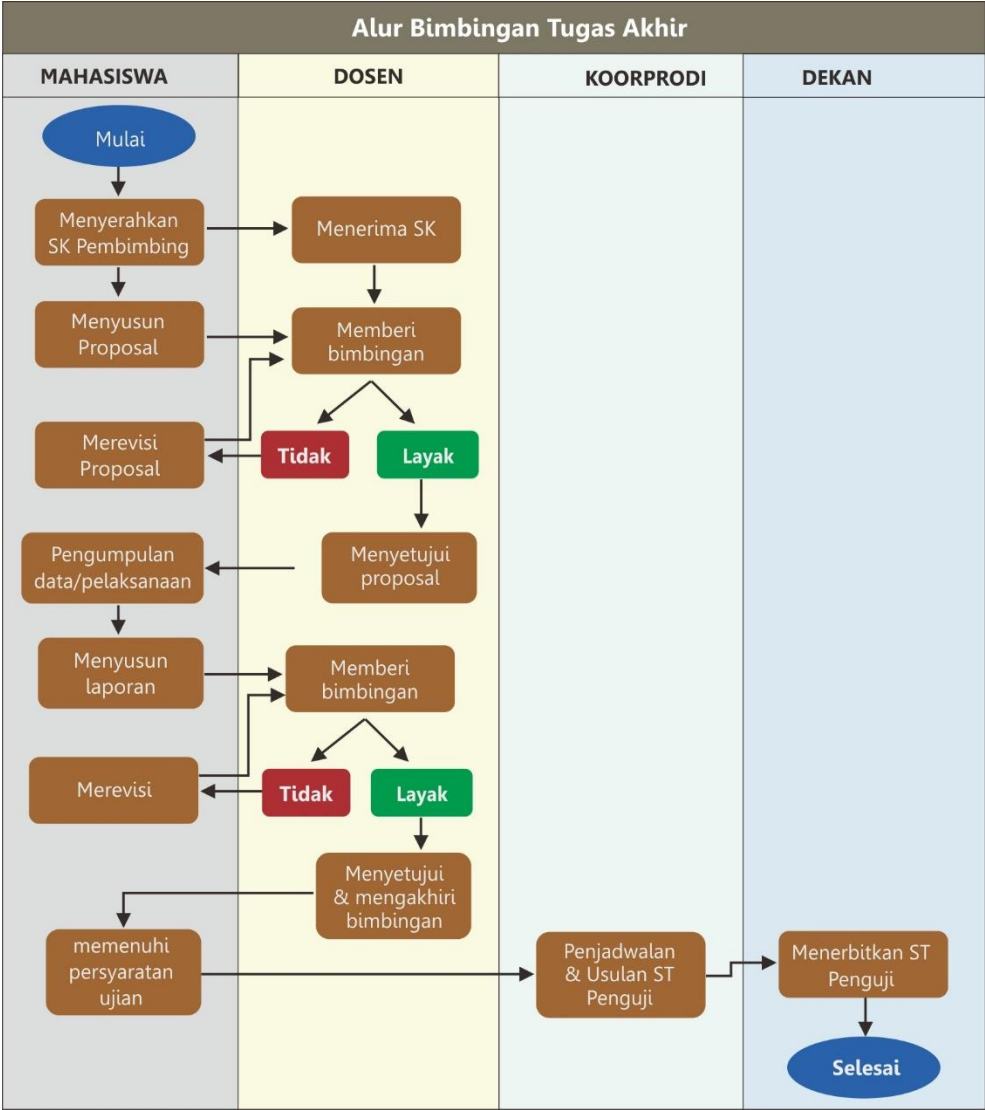 Alur Bimbingan Tugas Akhir
MAHASISWA
DOSEN
KOORPRODI
DEKAN
Mulai
Menyerahkan
SK Pembimbing
Menerima SK
Menyusun
Proposal
Memberi
bimbingan
Merevisi
Proposal
Tidak
Layak
Pengumpulan
data/pelaksanaan
Menyetujui
proposal
Menyusun
laporan
Memberi
bimbingan
Merevisi
Tidak
Layak
Menyetujui
& mengakhiri
bimbingan
memenuhi
persyaratan
ujian
Penjadwalan
& Usulan ST
Penguji
Menerbitkan ST
Penguji
Selesai